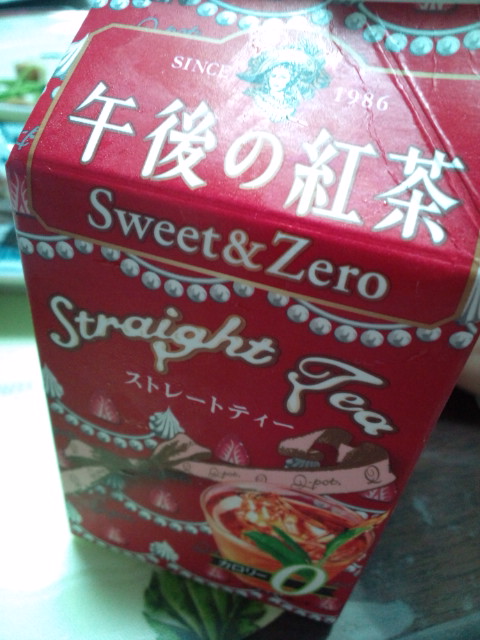 SINCE 1986
午後の紅茶
Sweet&Zero
Straight Tea
ストレートティー
Q-pot.
カロリー0